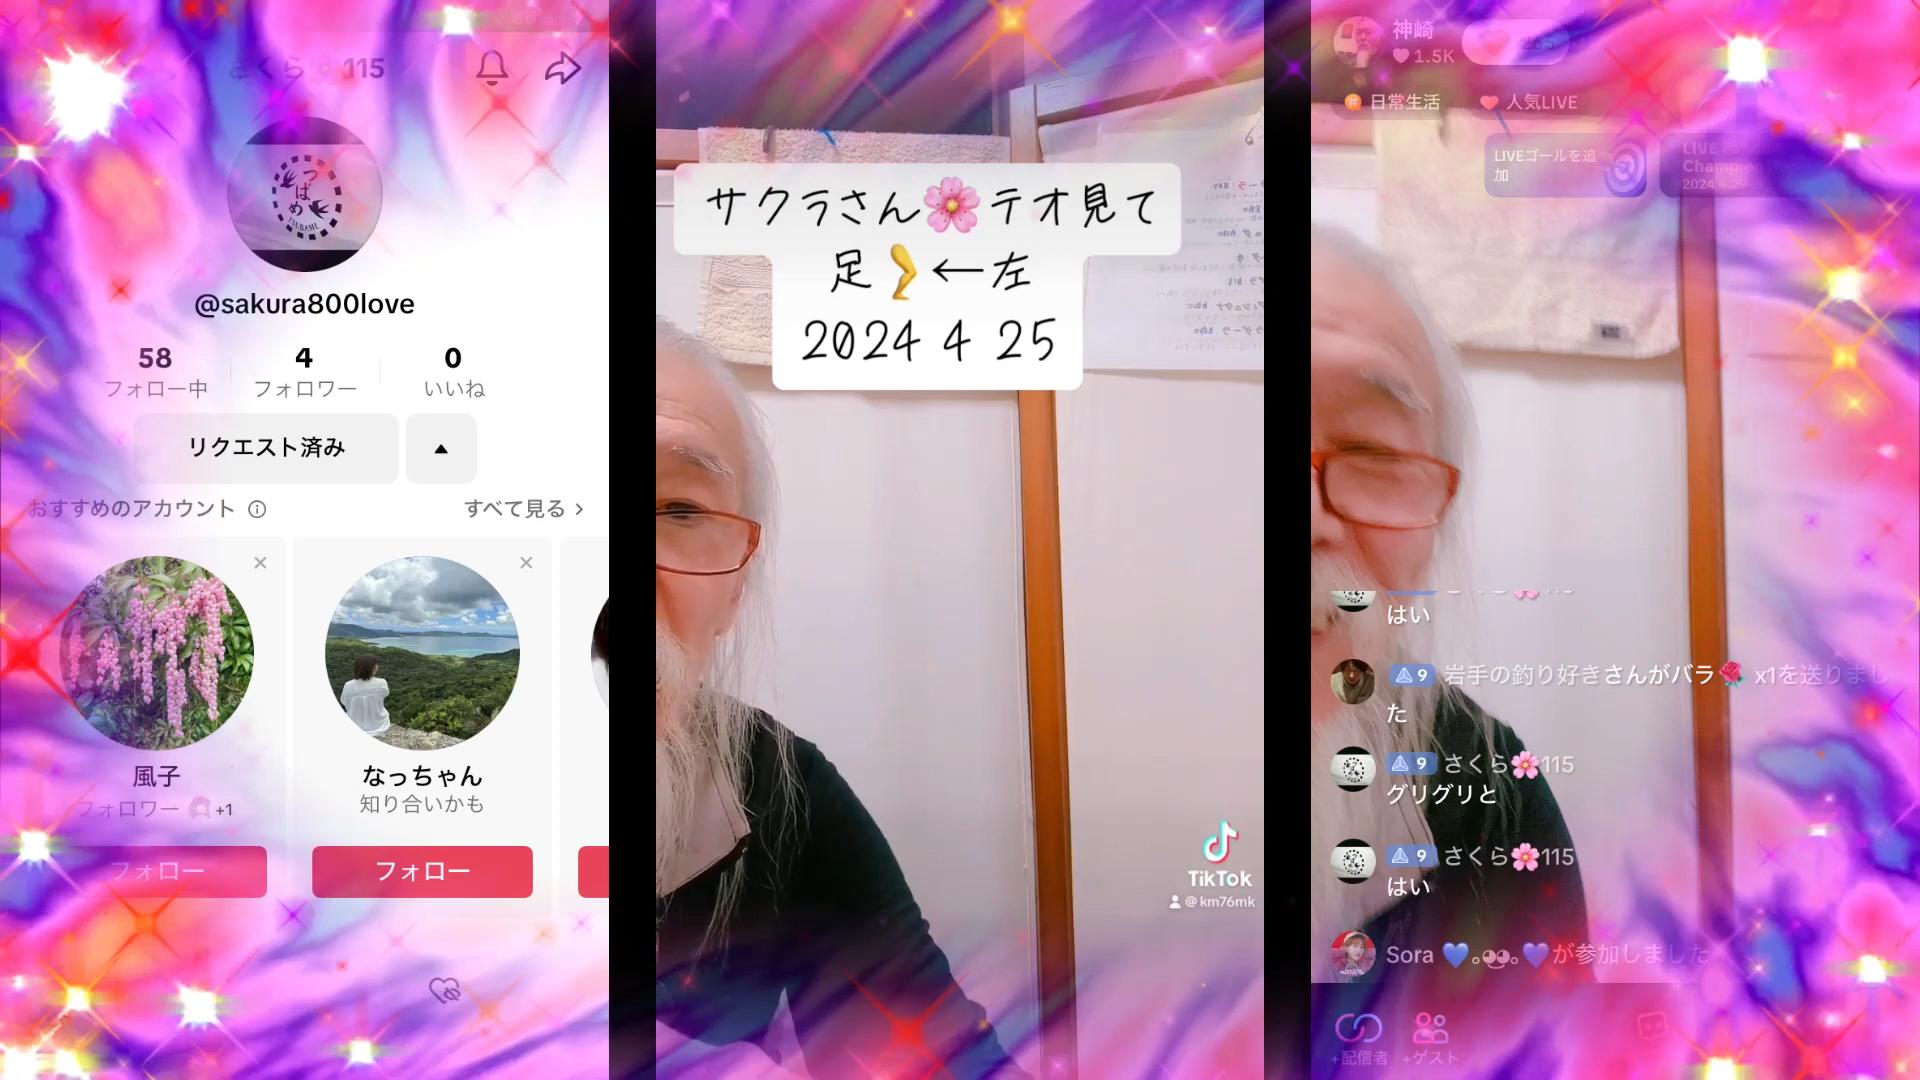 さくら🌸115
つばめ
TSUBAME
@sakura800love
58
フォロー中
4
フォロワー
0
いいね
リクエスト済み
おすすめのアカウント
すべて見る
風子
フォロワー
+1
フォロー
なっちゃん
知り合いかも
フォロー
サクラさん🌸テオ見て
足🦵←左
2024 4 25
TikTok
@km76mk
神崎
1.5K
日常生活
人気LIVE
LIVEゴールを追
加
LIVE
はい
9 岩手の釣り好きさんがバラ🌹 x1を送りまし
た
9 さくら🌸115
グリグリと
9 さくら🌸115
はい
Sora 💙｡🥺｡💜が参加しました
+配信者
+ゲスト